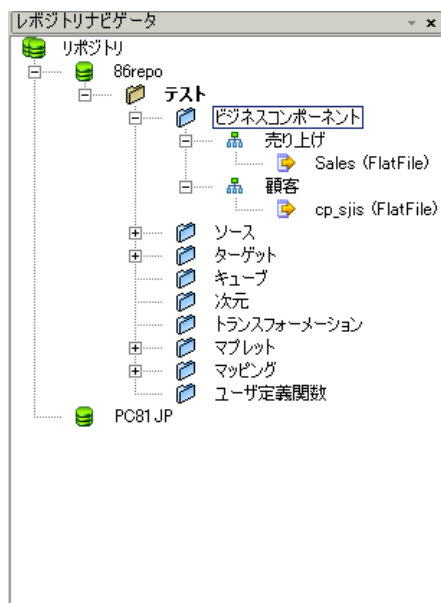 レポジトリナビゲータ
リポジトリ
86repo
テスト
ビジネスコンポーネント
売り上げ
Sales (FlatFile)
顧客
cp_sjis (FlatFile)
ソース
ターゲット
キューブ
次元
トランスフォーメーション
マプレット
マッピング
ユーザ定義関数
PC81JP